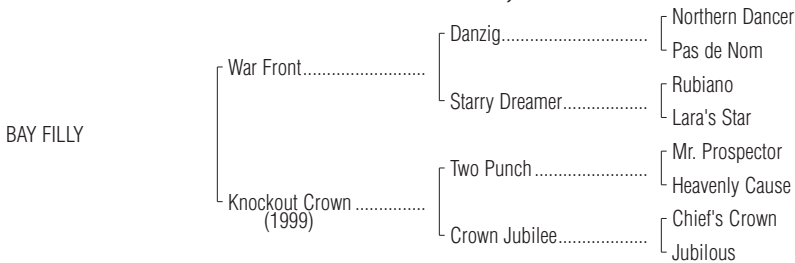 Northern Dancer
Danzig..............................
Pas de Nom
War Front.........................
Rubiano
Starry Dreamer.................
Lara's Star
BAY FILLY
Mr. Prospector
Two Punch .......................
Heavenly Cause
Knockout Crown ..............
(1999)
Chief's Crown
Crown Jubilee..................
Jubilous